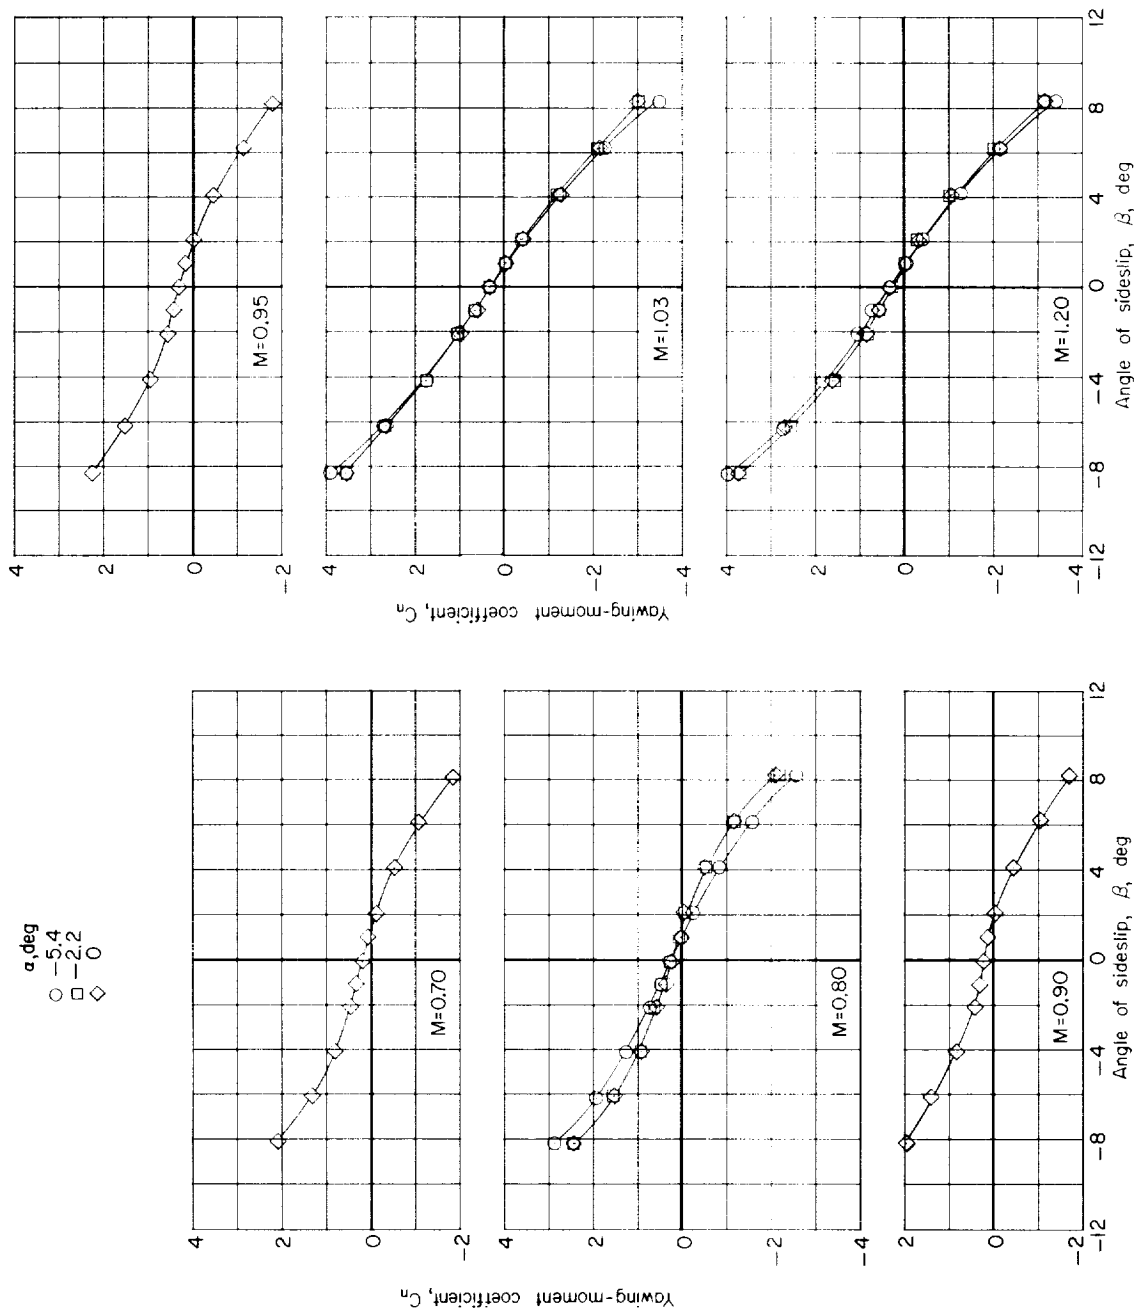 α,deg
○ −5.4
□ −2.2
◇ 0
Yawing-moment coefficient, Cn
4
2
0
−2
M=0.70
4
2
0
−2
−4
M=0.80
2
0
−2
M=0.90
−12 −8 −4 0 4 8 12
Angle of sideslip, β, deg
Yawing-moment coefficient, Cn
4
2
0
−2
M=0.95
4
2
0
−2
−4
M=1.03
4
2
0
−2
−4
M=1.20
−12 −8 −4 0 4 8 12
Angle of sideslip, β, deg